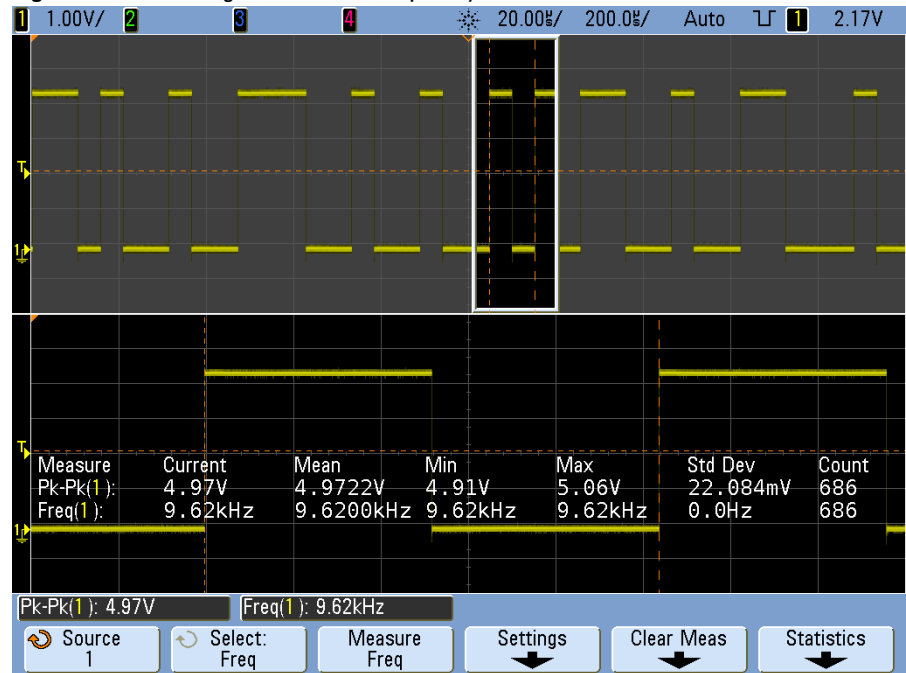 1 1.00V/ 2 3 4 20.00㎲/ 200.0㎲/ Auto 1 2.17V
T
1
T
Measure Current Mean Min Max Std Dev Count
Pk-Pk(1): 4.97V 4.9722V 4.91V 5.06V 22.084mV 686
Freq(1): 9.62kHz 9.6200kHz 9.62kHz 9.62kHz 0.0Hz 686
1
Pk-Pk(1): 4.97V Freq(1): 9.62kHz
Source Select: Measure Settings Clear Meas Statistics
1 Freq Freq